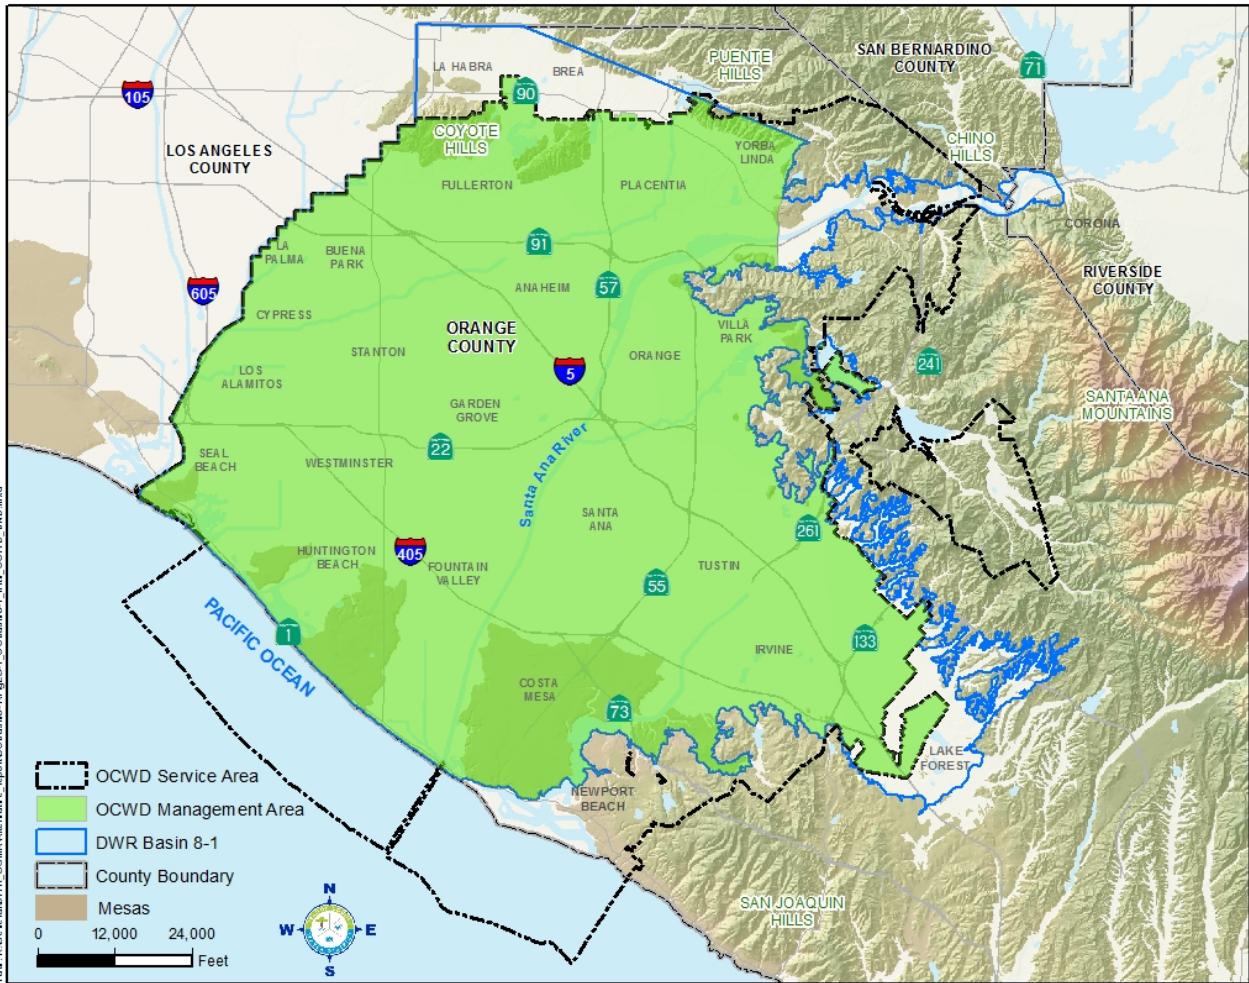 SAN BERNARDINO
COUNTY
71
PUENTE
HILLS
LA HABRA
BREA
90
105
LOS ANGELES
COUNTY
COYOTE
HILLS
CHINO
HILLS
YORBA
LINDA
FULLERTON
PLACENTIA
CORONA
LA
PALMA
BUENA
PARK
91
RIVERSIDE
COUNTY
605
ANAHEIM
57
CYPRESS
ORANGE
COUNTY
VILLA
PARK
STANTON
ORANGE
241
LOS
ALAMITOS
5
SANTA ANA
MOUNTAINS
GARDEN
GROVE
22
SEAL
BEACH
WESTMINSTER
Santa Ana River
SANTA
ANA
261
HUNTINGTON
BEACH
405
FOUNTAIN
VALLEY
TUSTIN
55
PACIFIC OCEAN
1
133
IRVINE
COSTA
MESA
73
LAKE
FOREST
NEWPORT
BEACH
SAN JOAQUIN
HILLS
OCWD Service Area
OCWD Management Area
DWR Basin 8-1
County Boundary
Mesas
0 12,000 24,000
Feet
N
W E
S